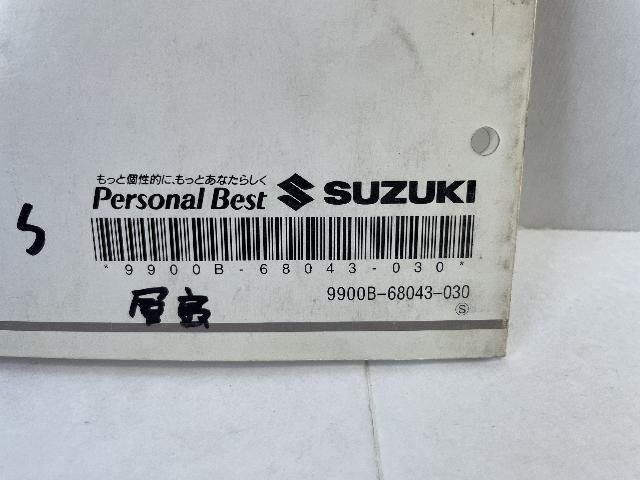 もっと個性的に、もっとあなたらしく
Personal Best SUZUKI
S
*9900B-68043-030*
9900B-68043-030
S